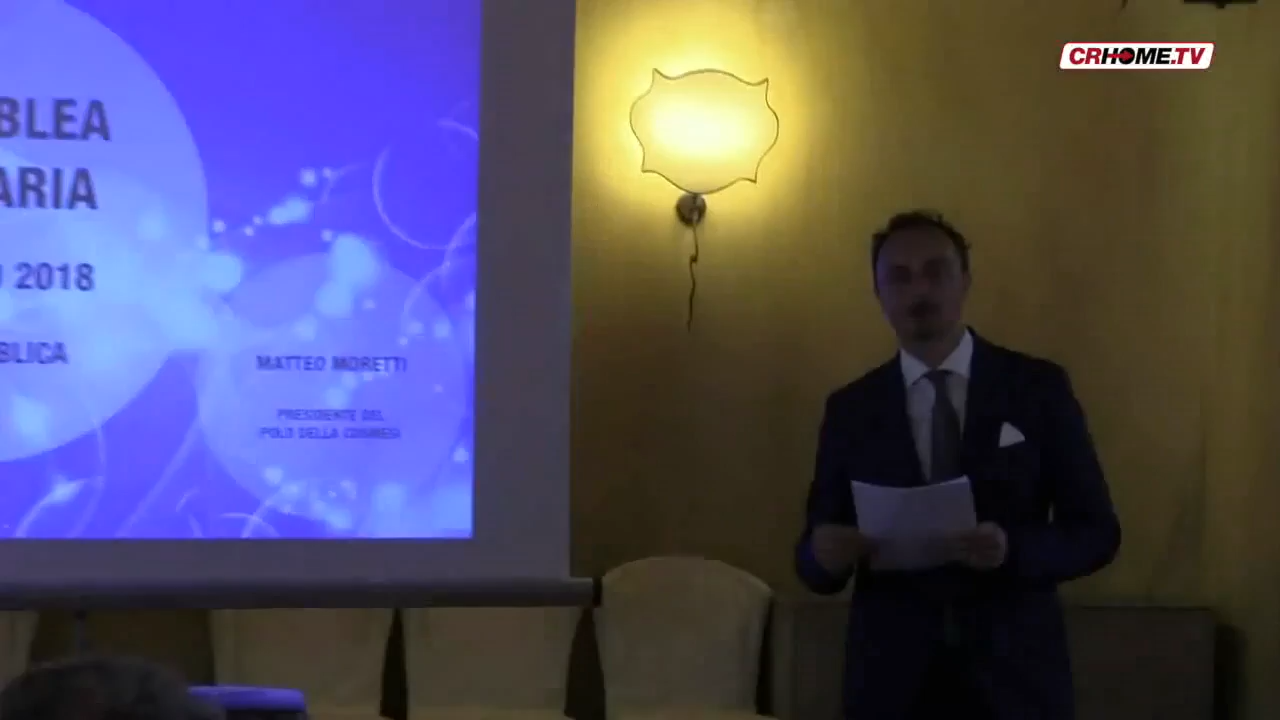 CRHOME.TV
BLEA
ARIA
2018
BLICA
MATTEO MORETTI
PRESIDENTE DEL
POLO DELLA COSMESI